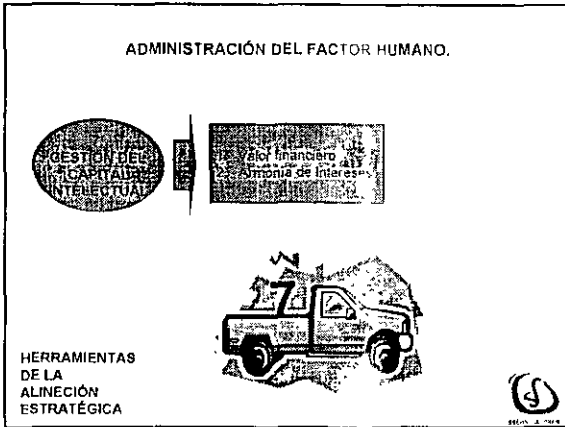 ADMINISTRACIÓN DEL FACTOR HUMANO.
GESTIÓN DEL
CAPITAL
INTELECTUAL
1. Valor financiero
2. Armonía de Intereses
7
HERRAMIENTAS
DE LA
ALINECIÓN
ESTRATÉGICA